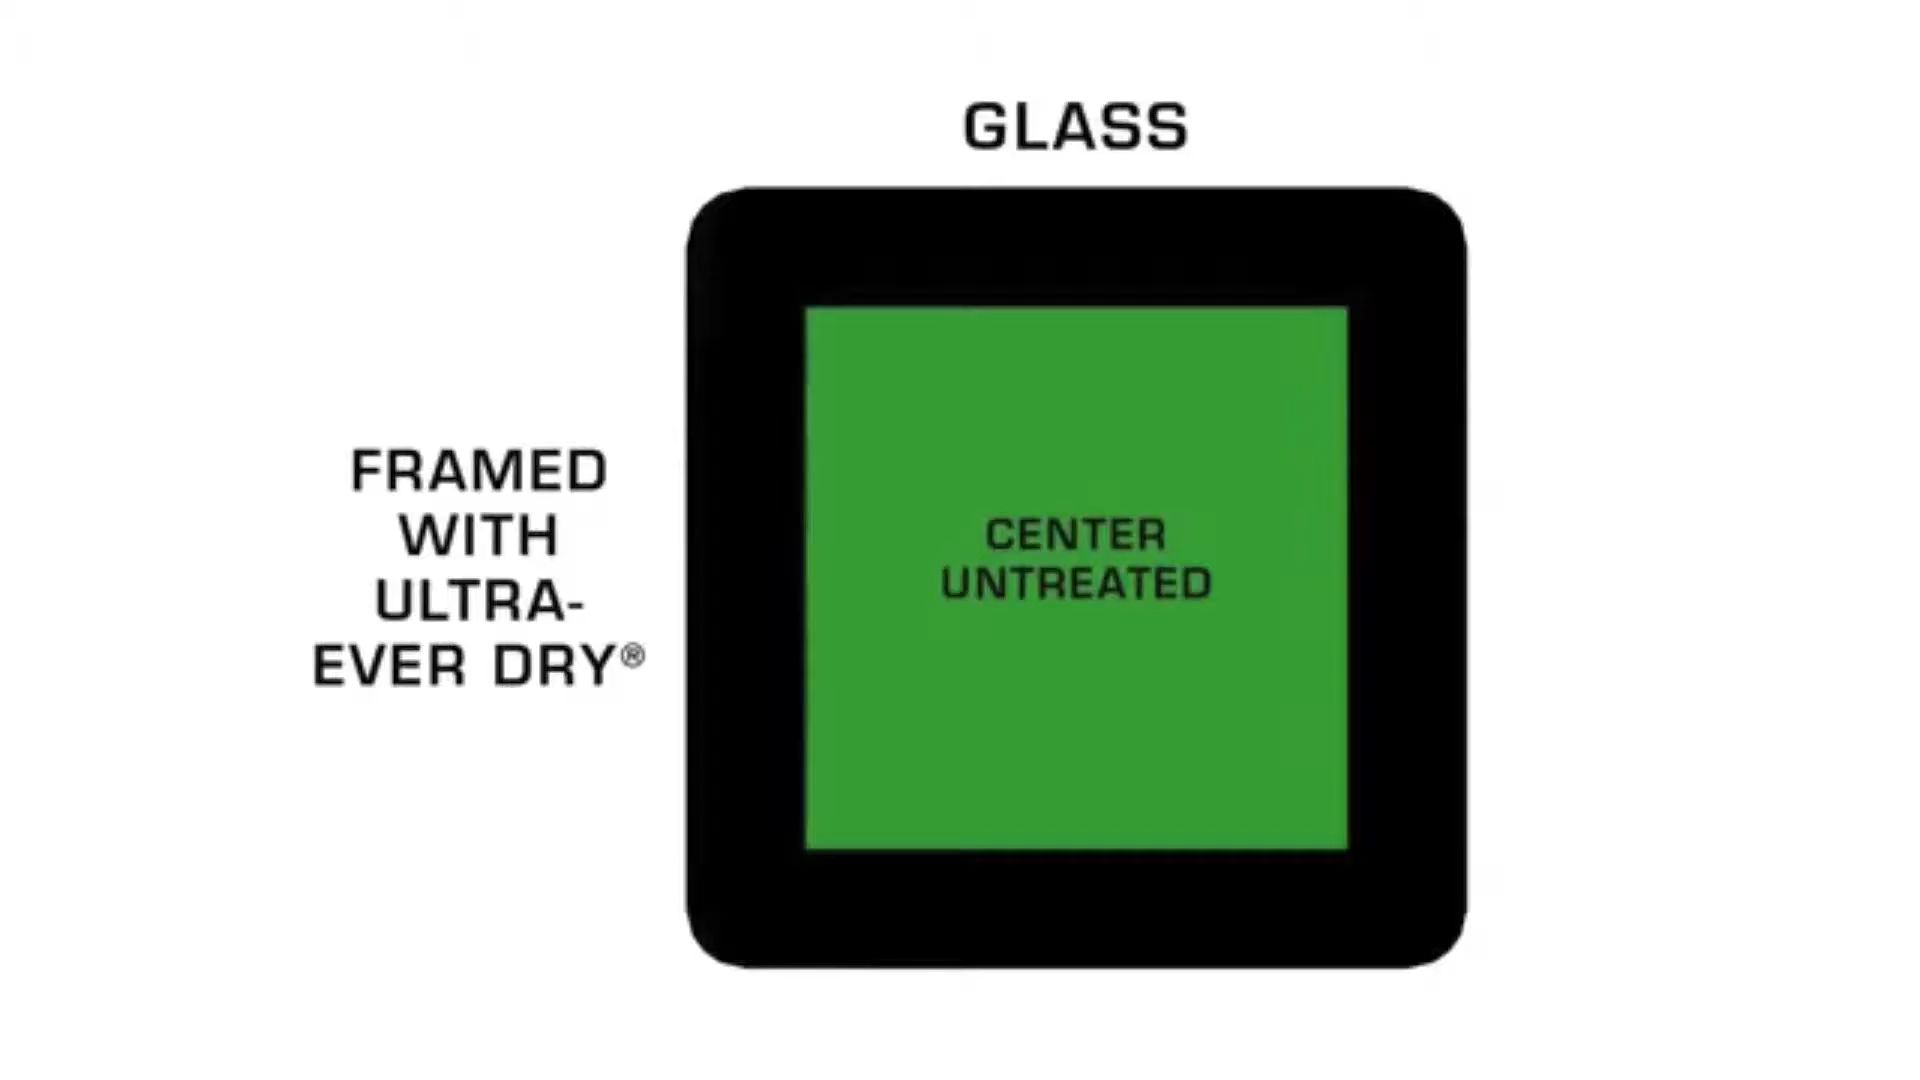 GLASS
FRAMED
WITH
ULTRA-
EVER DRY®
CENTER
UNTREATED